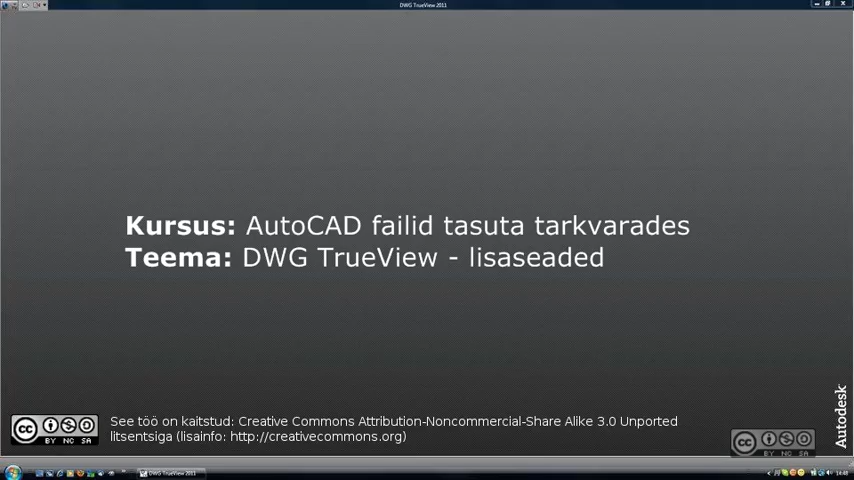 DWG TrueView 2011
Kursus: AutoCAD failid tasuta tarkvarades
Teema: DWG TrueView - lisaseaded
Autodesk
See töö on kaitstud: Creative Commons Attribution-Noncommercial-Share Alike 3.0 Unported
litsentsiga (lisainfo: http://creativecommons.org)
cc
BY NC SA
cc
BY NC SA
DWG TrueView 2011
14:48